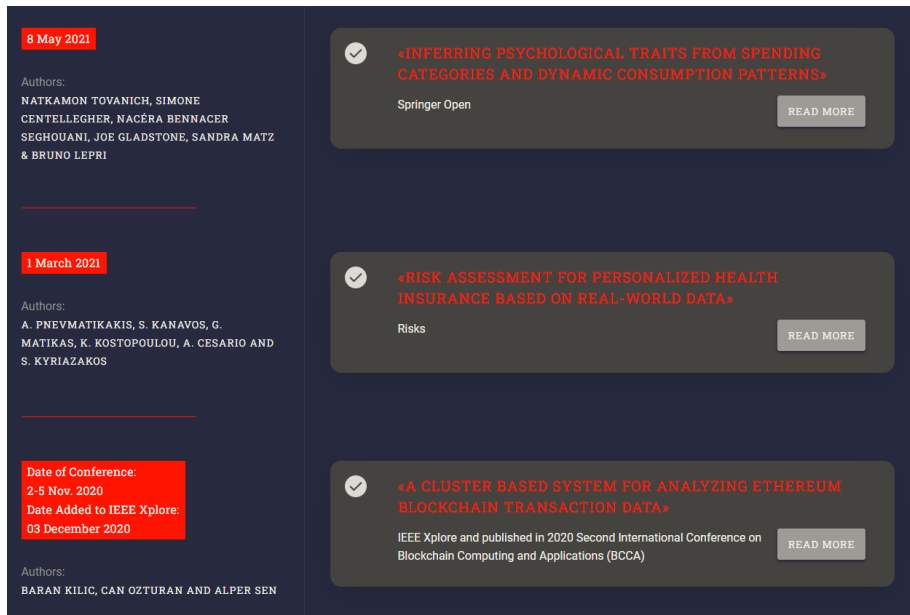 8 May 2021
Authors:
NATKAMON TOVANICH, SIMONE
CENTELLEGHER, NACÉRA BENNACER
SEGHOUANI, JOE GLADSTONE, SANDRA MATZ
& BRUNO LEPRI
«INFERRING PSYCHOLOGICAL TRAITS FROM SPENDING
CATEGORIES AND DYNAMIC CONSUMPTION PATTERNS»
Springer Open
READ MORE
1 March 2021
Authors:
A. PNEVMATIKAKIS, S. KANAVOS, G.
MATIKAS, K. KOSTOPOULOU, A. CESARIO AND
S. KYRIAZAKOS
«RISK ASSESSMENT FOR PERSONALIZED HEALTH
INSURANCE BASED ON REAL-WORLD DATA»
Risks
READ MORE
Date of Conference:
2-5 Nov. 2020
Date Added to IEEE Xplore:
03 December 2020
Authors:
BARAN KILIC, CAN OZTURAN AND ALPER SEN
«A CLUSTER BASED SYSTEM FOR ANALYZING ETHEREUM
BLOCKCHAIN TRANSACTION DATA»
IEEE Xplore and published in 2020 Second International Conference on
Blockchain Computing and Applications (BCCA)
READ MORE